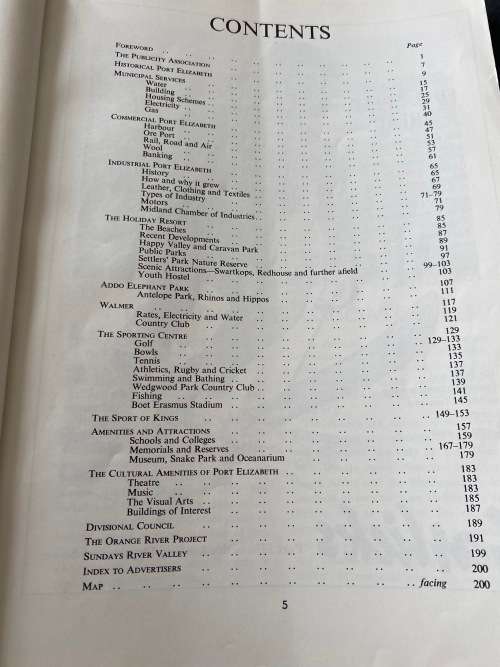 CONTENTS
Page
FOREWORD .. .. .. 1
THE PUBLICITY ASSOCIATION .. .. 7
HISTORICAL PORT ELIZABETH .. .. 9
MUNICIPAL SERVICES .. .. 15
Water .. .. 17
Building .. .. 25
Housing Schemes .. .. 29
Electricity .. .. 31
Gas .. .. 40
COMMERCIAL PORT ELIZABETH .. .. 45
Harbour .. .. 47
Ore Port .. .. 51
Rail, Road and Air .. .. 53
Wool .. .. 57
Banking .. .. 61
INDUSTRIAL PORT ELIZABETH .. .. 65
History .. .. 65
How and why it grew .. .. 67
Leather, Clothing and Textiles .. .. 69
Types of Industry .. .. 71–79
Motors .. .. 71
Midland Chamber of Industries .. .. 79
THE HOLIDAY RESORT .. .. 85
The Beaches .. .. 85
Recent Developments .. .. 87
Happy Valley and Caravan Park .. .. 89
Public Parks .. .. 91
Settlers' Park Nature Reserve .. .. 97
Scenic Attractions—Swartkops, Redhouse and further afield .. .. 99–103
Youth Hostel .. .. 103
ADDO ELEPHANT PARK .. .. 107
Antelope Park, Rhinos and Hippos .. .. 111
WALMER .. .. 117
Rates, Electricity and Water .. .. 119
Country Club .. .. 121
THE SPORTING CENTRE .. .. 129
Golf .. .. 129–133
Bowls .. .. 133
Tennis .. .. 135
Athletics, Rugby and Cricket .. .. 137
Swimming and Bathing .. .. 137
Wedgwood Park Country Club .. .. 139
Fishing .. .. 141
Boet Erasmus Stadium .. .. 145
THE SPORT OF KINGS .. .. 149–153
AMENITIES AND ATTRACTIONS .. .. 157
Schools and Colleges .. .. 159
Memorials and Reserves .. .. 167–179
Museum, Snake Park and Oceanarium .. .. 179
THE CULTURAL AMENITIES OF PORT ELIZABETH .. .. 183
Theatre .. .. 183
Music .. .. 183
The Visual Arts .. .. 185
Buildings of Interest .. .. 187
DIVISIONAL COUNCIL .. .. 189
THE ORANGE RIVER PROJECT .. .. 191
SUNDAYS RIVER VALLEY .. .. 199
INDEX TO ADVERTISERS .. .. 200
MAP .. .. facing 200
5